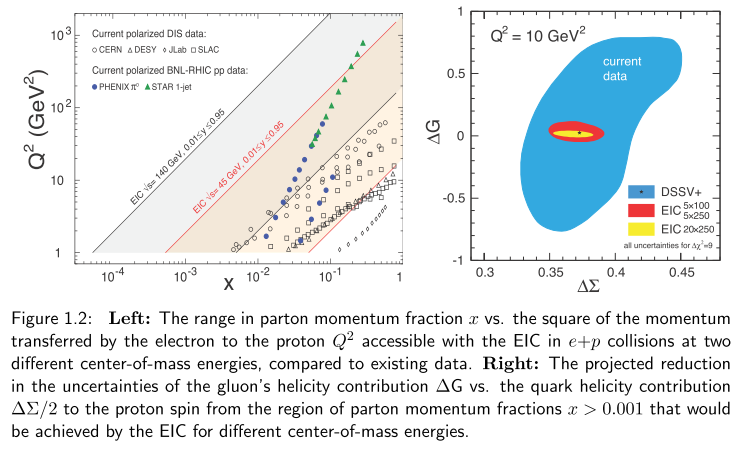 Current polarized DIS data:
○ CERN △ DESY ◊ JLab □ SLAC
Current polarized BNL-RHIC pp data:
● PHENIX π⁰ ▲ STAR 1-jet
EIC √s= 140 GeV, 0.01≤y≤0.95
EIC √s= 45 GeV, 0.01≤y≤0.95
Q² (GeV²)
10³
10²
10
1
10⁻⁴ 10⁻³ 10⁻² 10⁻¹ 1
x
Q² = 10 GeV²
current
data
ΔG
1
0.5
0
-0.5
-1
DSSV+
EIC 5×100
5×250
EIC 20×250
all uncertainties for Δχ²=9
0.3 0.35 0.4 0.45
ΔΣ
Figure 1.2: Left: The range in parton momentum fraction x vs. the square of the momentum
transferred by the electron to the proton Q² accessible with the EIC in e+p collisions at two
different center-of-mass energies, compared to existing data. Right: The projected reduction
in the uncertainties of the gluon's helicity contribution ΔG vs. the quark helicity contribution
ΔΣ/2 to the proton spin from the region of parton momentum fractions x > 0.001 that would
be achieved by the EIC for different center-of-mass energies.